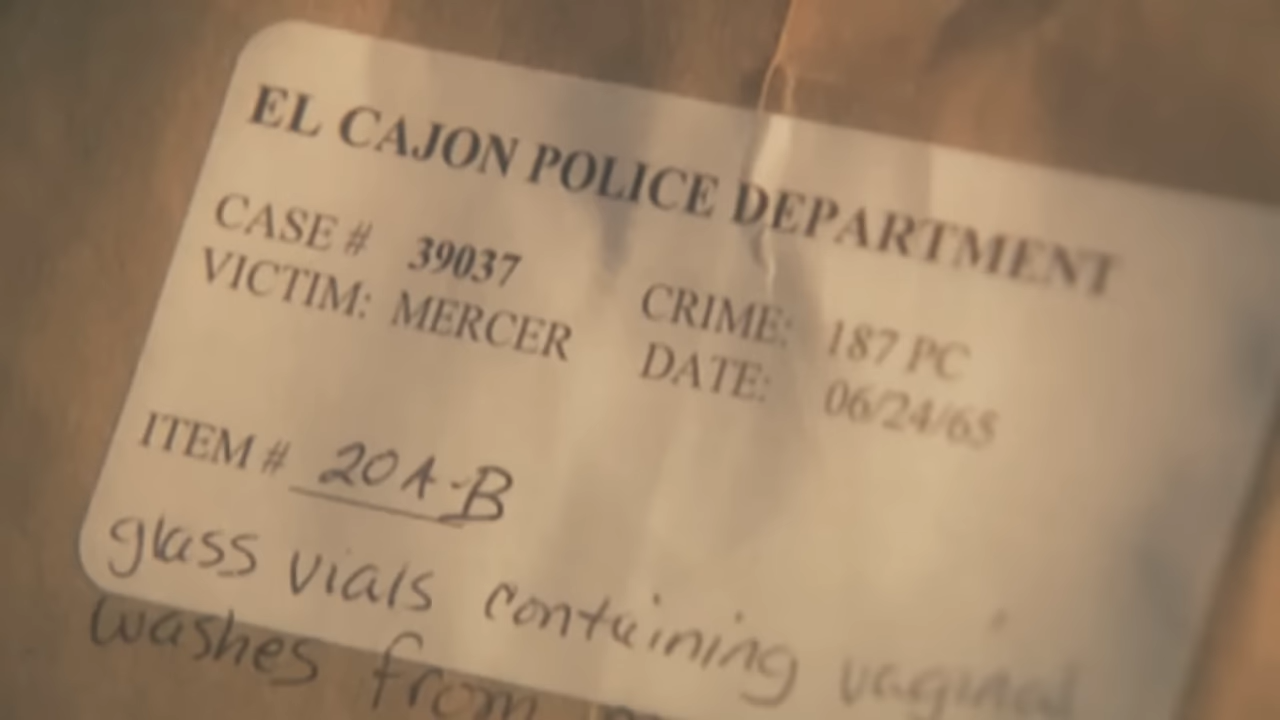 EL CAJON POLICE DEPARTMENT
CASE # 39037
VICTIM: MERCER
CRIME: 187 PC
DATE: 06/24/65
ITEM # 20A-B
glass vials containing vaginal
washes from